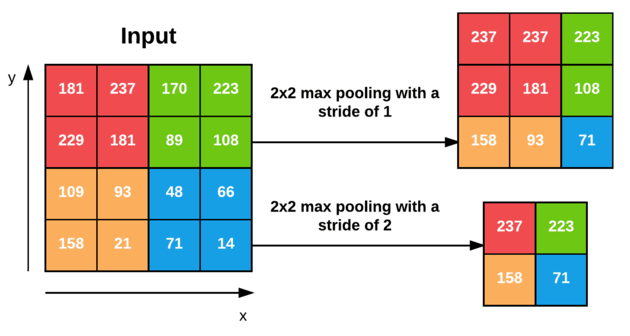 Input
y
181 237 170 223
229 181 89 108
109 93 48 66
158 21 71 14
x
2x2 max pooling with a
stride of 1
237 237 223
229 181 108
158 93 71
2x2 max pooling with a
stride of 2
237 223
158 71